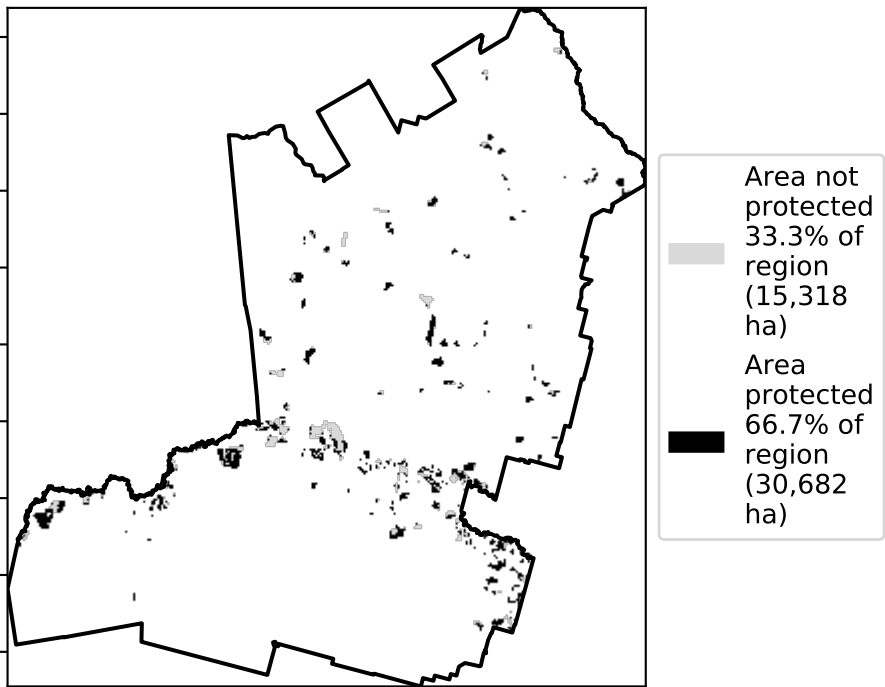 Area not
protected
33.3% of
region
(15,318
ha)
Area
protected
66.7% of
region
(30,682
ha)